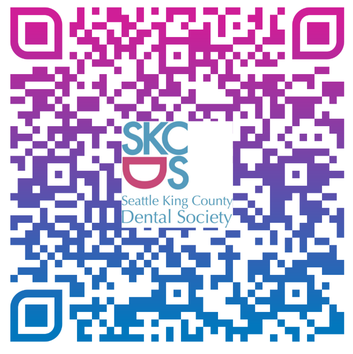 SKC
DS
Seattle King County
Dental Society